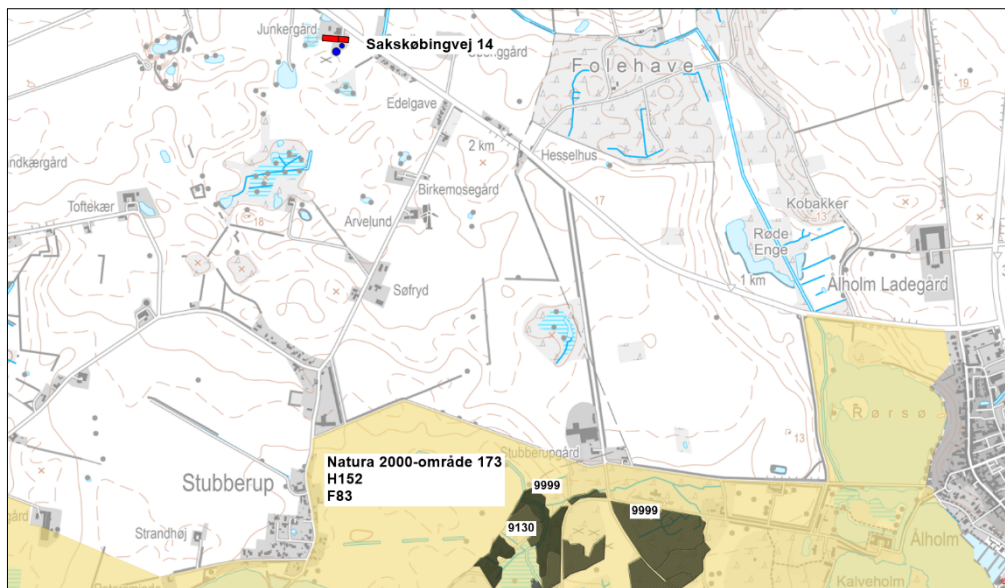 Junkergård
Sakskøbingvej 14
Folehave
19
Edelgave
2 km
Hesselhus
ndkærgård
Birkemosegård
Toftekær
18
Arvelund
17
Kobakker
13
Røde
Enge
Ålholm Ladegård
1 km
Søfryd
Rørsø
13
Stubberupgård
Natura 2000-område 173
H152
F83
Stubberup
9999
9999
9130
gård
Strandhøj
Ålholm
Kalveholm